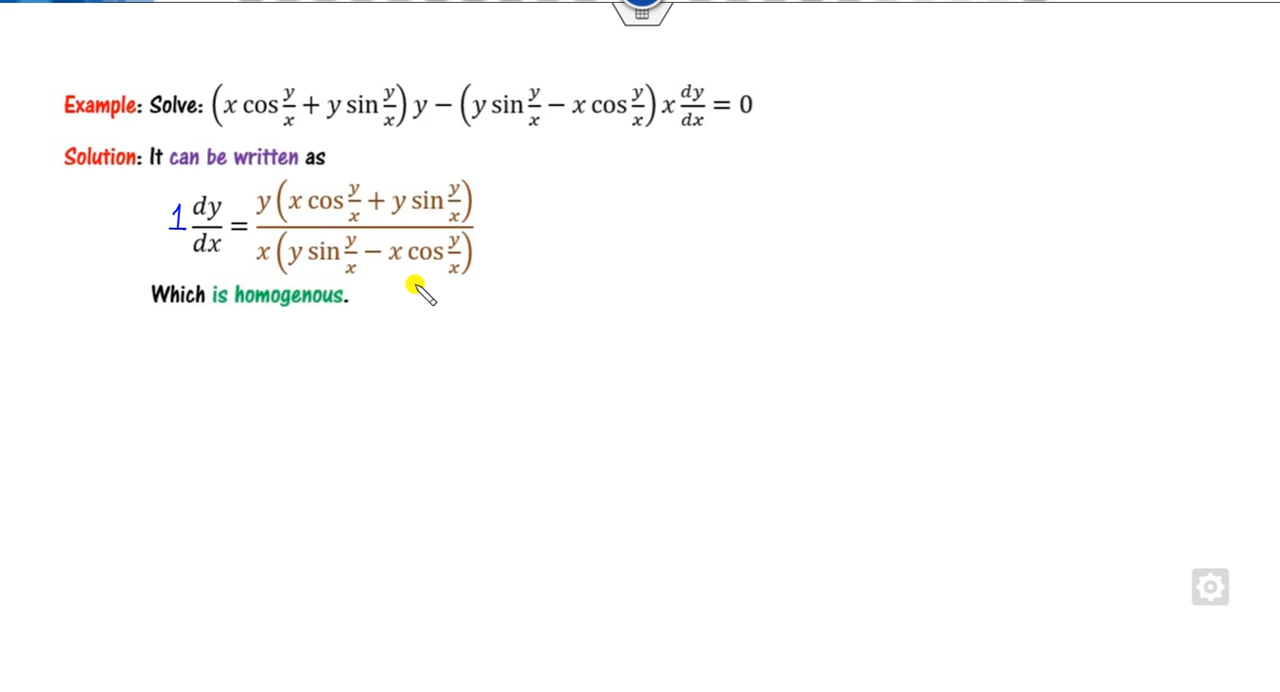 Example: Solve: (x cos y/x + y sin y/x) y − (y sin y/x − x cos y/x) x dy/dx = 0
Solution: It can be written as
1 dy/dx = y(x cos y/x + y sin y/x) / x(y sin y/x − x cos y/x)
Which is homogenous.